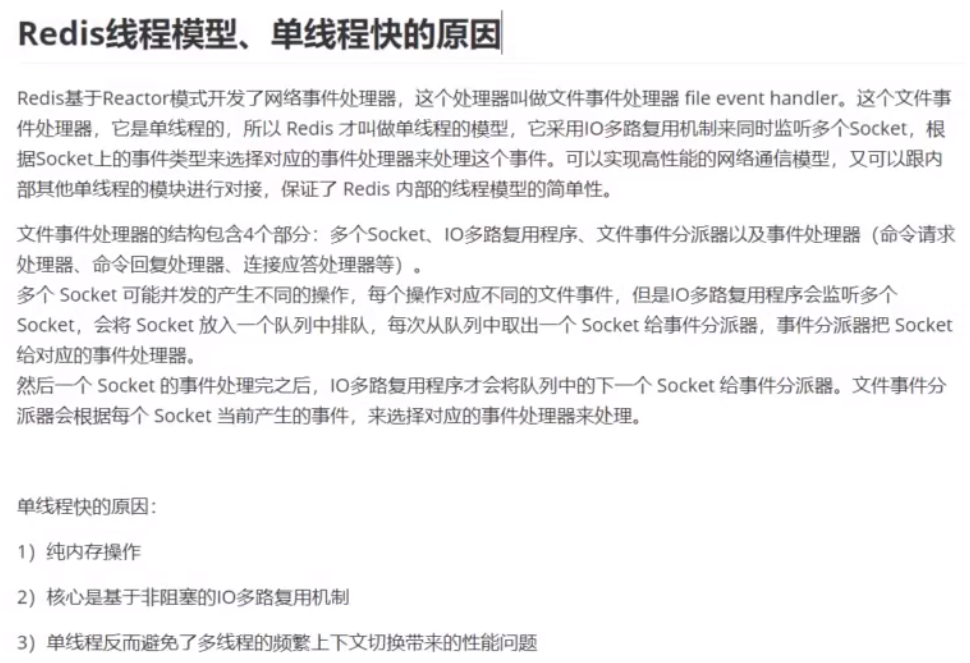 Redis线程模型、单线程快的原因
Redis基于Reactor模式开发了网络事件处理器，这个处理器叫做文件事件处理器 file event handler。这个文件事
件处理器，它是单线程的，所以 Redis 才叫做单线程的模型，它采用IO多路复用机制来同时监听多个Socket，根
据Socket上的事件类型来选择对应的事件处理器来处理这个事件。可以实现高性能的网络通信模型，又可以跟内
部其他单线程的模块进行对接，保证了 Redis 内部的线程模型的简单性。
文件事件处理器的结构包含4个部分：多个Socket、IO多路复用程序、文件事件分派器以及事件处理器（命令请求
处理器、命令回复处理器、连接应答处理器等）。
多个 Socket 可能并发的产生不同的操作，每个操作对应不同的文件事件，但是IO多路复用程序会监听多个
Socket，会将 Socket 放入一个队列中排队，每次从队列中取出一个 Socket 给事件分派器，事件分派器把 Socket
给对应的事件处理器。
然后一个 Socket 的事件处理完之后，IO多路复用程序才会将队列中的下一个 Socket 给事件分派器。文件事件分
派器会根据每个 Socket 当前产生的事件，来选择对应的事件处理器来处理。
单线程快的原因：
1）纯内存操作
2）核心是基于非阻塞的IO多路复用机制
3）单线程反而避免了多线程的频繁上下文切换带来的性能问题